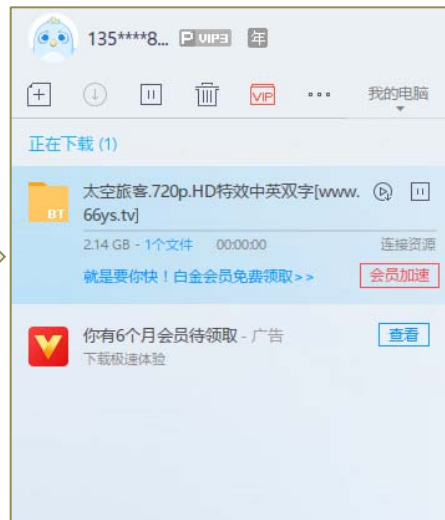 135****8... P VIP3 年
VIP 我的电脑
正在下载 (1)
太空旅客.720p.HD特效中英双字[www.
66ys.tv]
BT
2.14 GB - 1个文件 00:00:00 连接资源
就是要你快！白金会员免费领取>> 会员加速
你有6个月会员待领取 - 广告 查看
下载极速体验